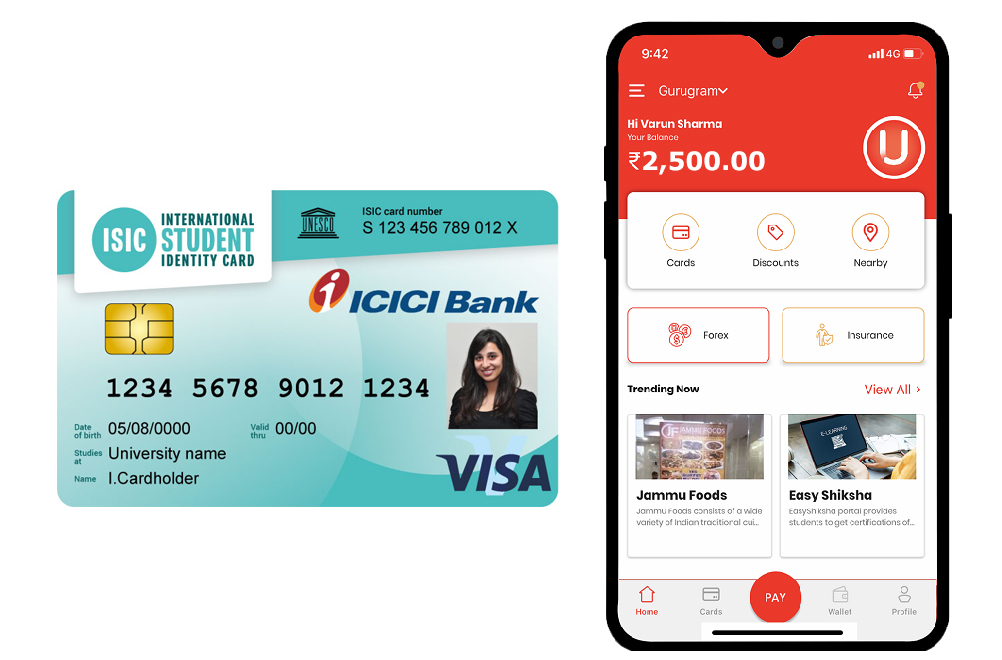 ISIC
INTERNATIONAL
STUDENT
IDENTITY CARD
UNESCO
ISIC card number
S 123 456 789 012 X
i ICICI Bank
1234 5678 9012 1234
Date
of birth
05/08/0000
Valid
thru
00/00
Studies
at
University name
Name
I.Cardholder
VISA
9:42
4G
Gurugram
Hi Varun Sharma
Your Balance
₹2,500.00
U
Cards
Discounts
Nearby
Forex
Insurance
Trending Now
View All ›
JF JAMMU FOODS
E-LEARNING
Jammu Foods
Jammu Foods consists of a wide
variety of Indian traditional cui...
Easy Shiksha
EasyShiksha portal provides
students to get certifications of...
Home
Cards
PAY
Wallet
Profile